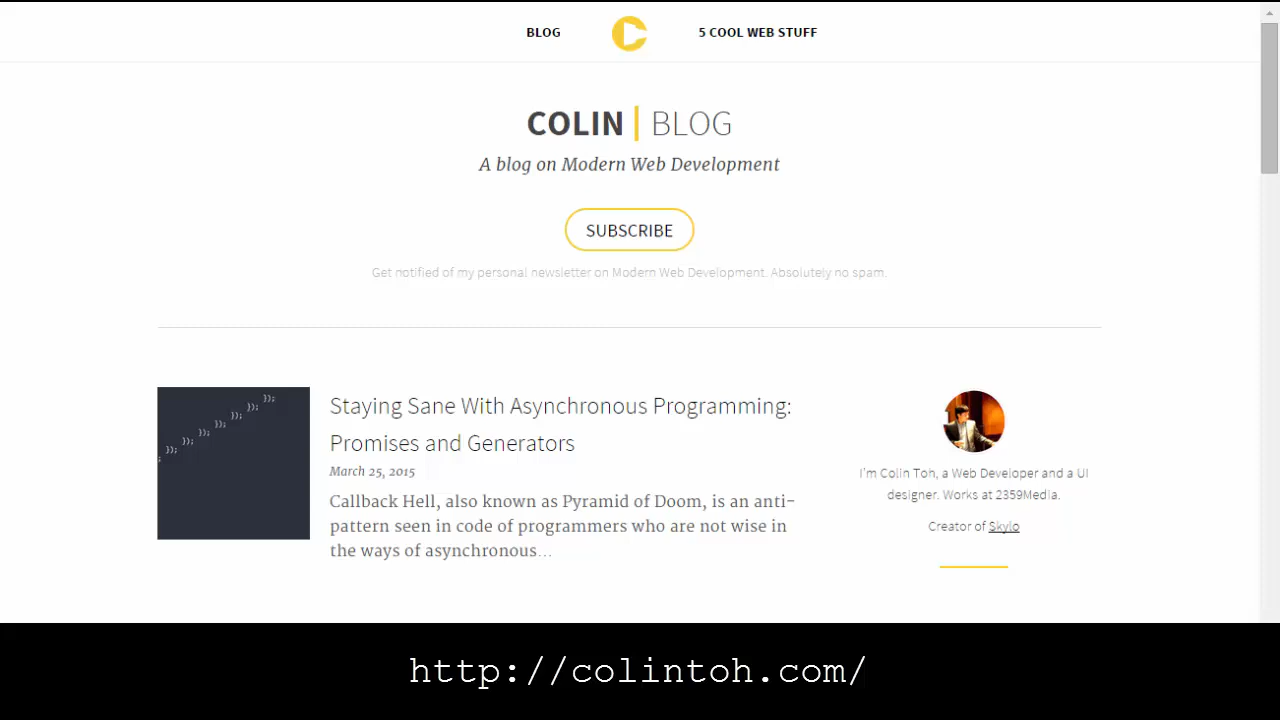 BLOG
5 COOL WEB STUFF
COLIN | BLOG
A blog on Modern Web Development
SUBSCRIBE
Get notified of my personal newsletter on Modern Web Development. Absolutely no spam.
});
});
});
});
});
});
});
;
Staying Sane With Asynchronous Programming:
Promises and Generators
March 25, 2015
Callback Hell, also known as Pyramid of Doom, is an anti-
pattern seen in code of programmers who are not wise in
the ways of asynchronous...
I'm Colin Toh, a Web Developer and a UI
designer. Works at 2359Media.
Creator of Skylo
http://colintoh.com/